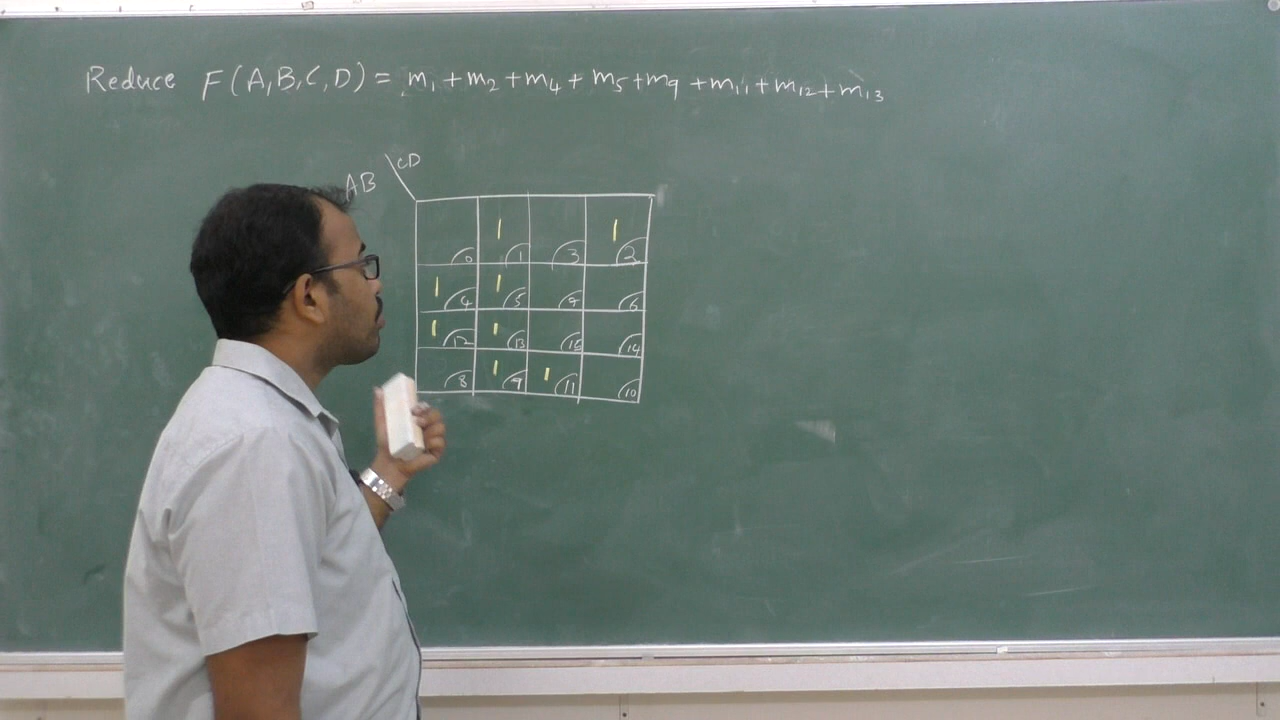 Reduce F(A,B,C,D) = m₁ + m₂ + m₄ + m₅ + m₉ + m₁₁ + m₁₂ + m₁₃
CD
AB
1 1
0 1 3 2
1 1
4 5 6
1 1
12 13 15 14
1 1
8 9 11 10